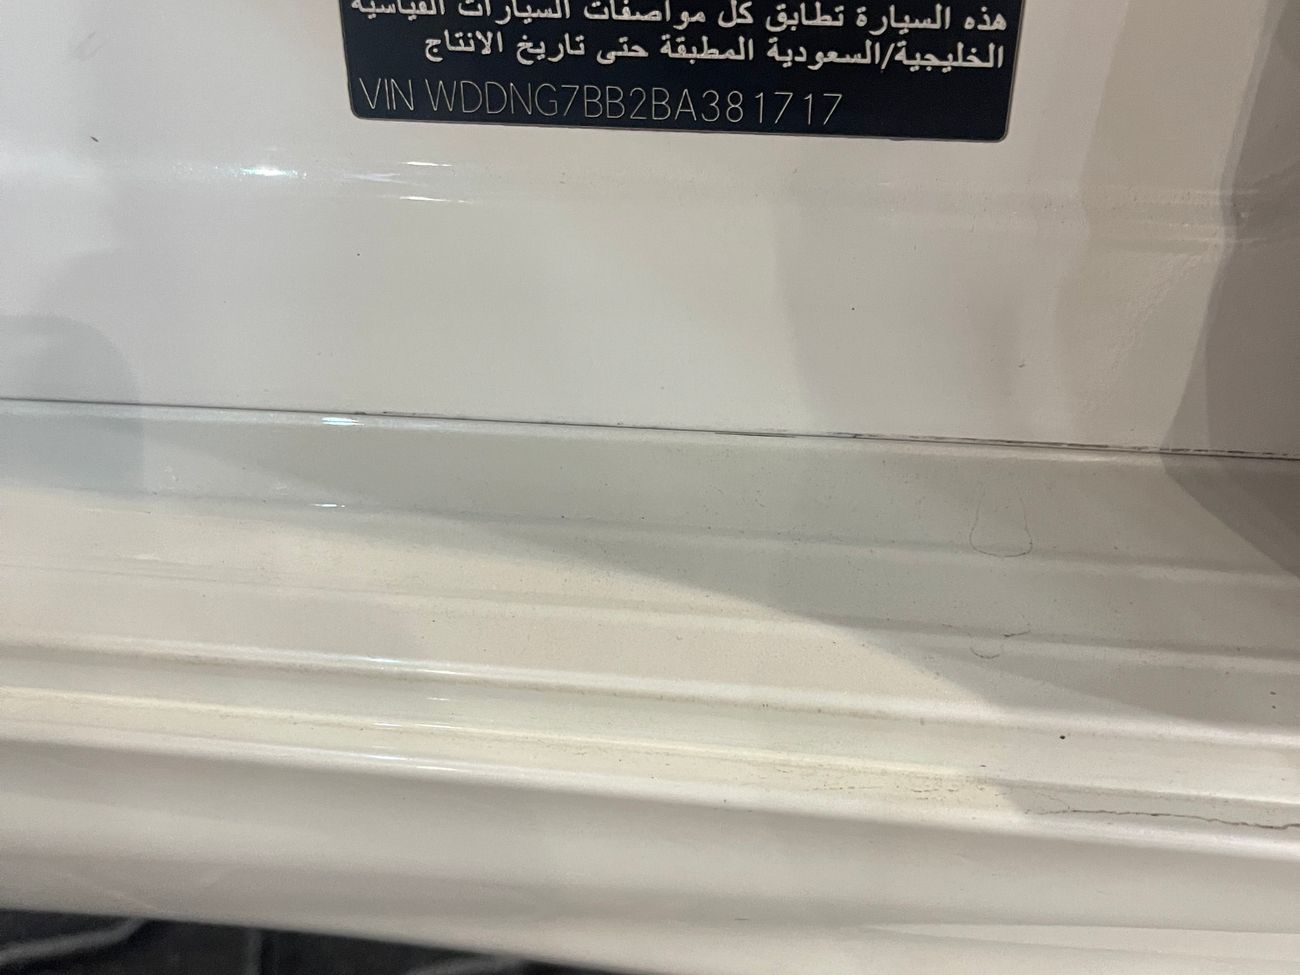 هذه السيارة تطابق كل مواصفات السيارات القياسية
الخليجية/السعودية المطبقة حتى تاريخ الانتاج
VIN WDDNG7BB2BA381717